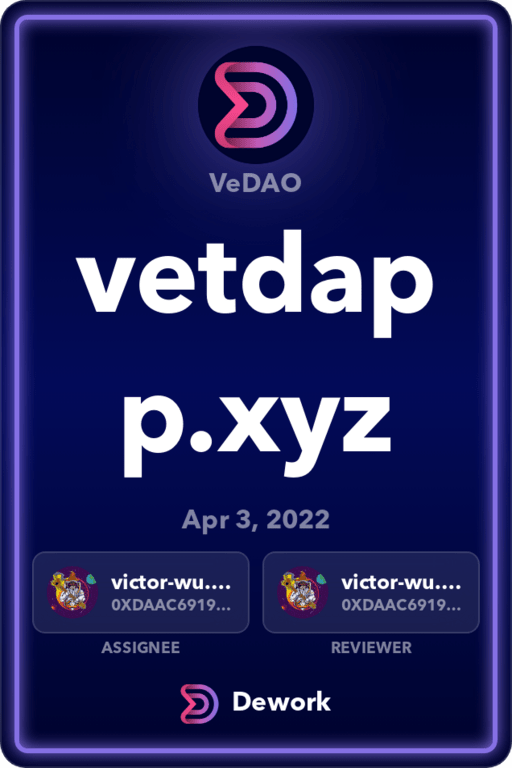 VeDAO
vetdap
p.xyz
Apr 3, 2022
victor-wu.... victor-wu....
0XDAAC6919... 0XDAAC6919...
ASSIGNEE REVIEWER
Dework